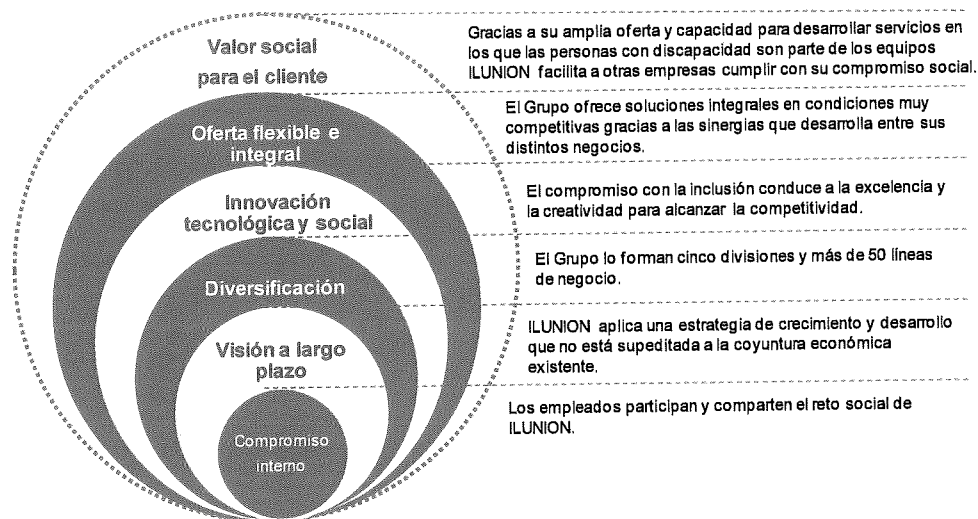 Valor social
para el cliente
Gracias a su amplia oferta y capacidad para desarrollar servicios en
los que las personas con discapacidad son parte de los equipos
ILUNION facilita a otras empresas cumplir con su compromiso social.
Oferta flexible e
integral
El Grupo ofrece soluciones integrales en condiciones muy
competitivas gracias a las sinergias que desarrolla entre sus
distintos negocios.
Innovación
tecnológica y social
El compromiso con la inclusión conduce a la excelencia y
la creatividad para alcanzar la competitividad.
Diversificación
El Grupo lo forman cinco divisiones y más de 50 líneas
de negocio.
Visión a largo
plazo
ILUNION aplica una estrategia de crecimiento y desarrollo
que no está supeditada a la coyuntura económica
existente.
Compromiso
interno
Los empleados participan y comparten el reto social de
ILUNION.